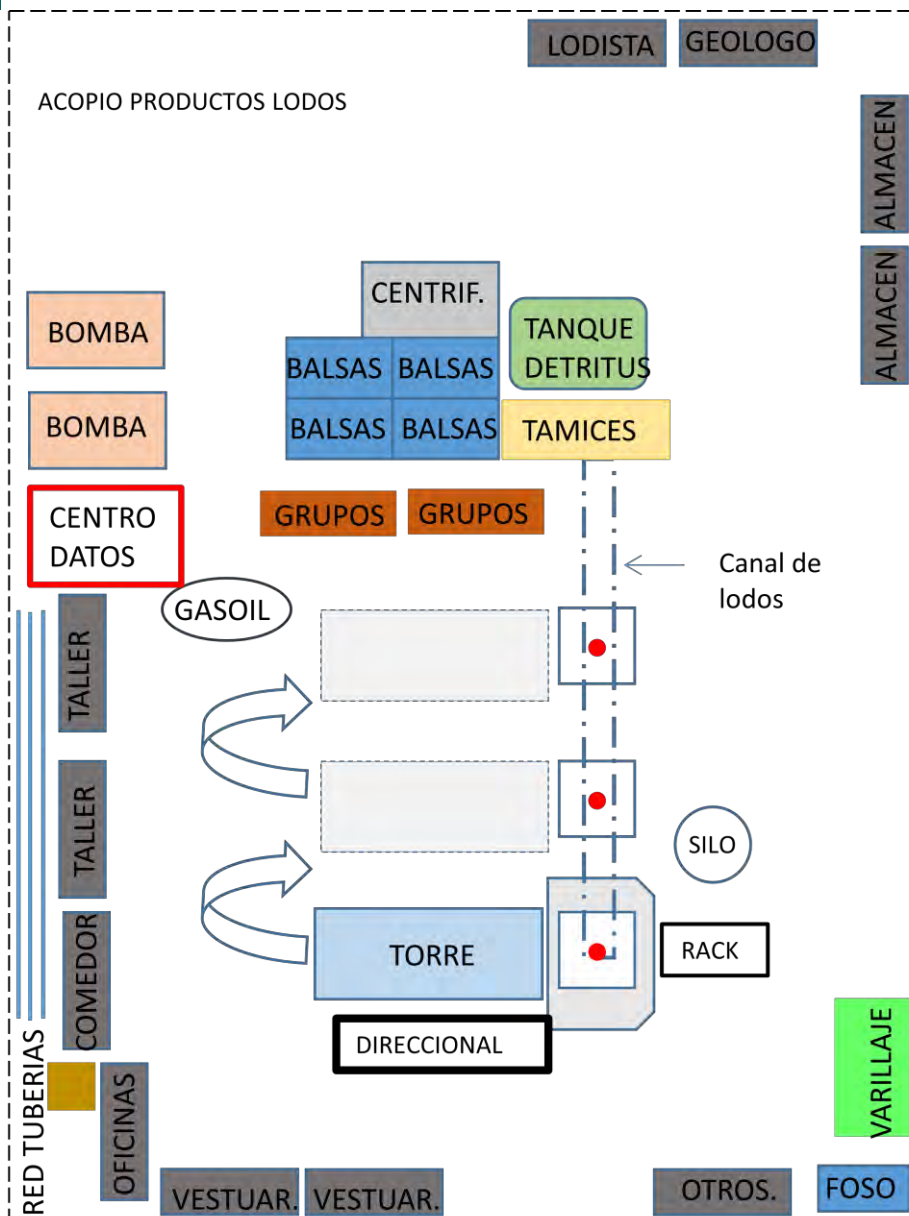 LODISTA
GEOLOGO
ACOPIO PRODUCTOS LODOS
ALMACEN
ALMACEN
CENTRIF.
BOMBA
TANQUE
DETRITUS
BALSAS
BALSAS
BOMBA
BALSAS
BALSAS
TAMICES
CENTRO
DATOS
GRUPOS
GRUPOS
Canal de
lodos
GASOIL
TALLER
TALLER
SILO
COMEDOR
TORRE
RACK
DIRECCIONAL
RED TUBERIAS
OFICINAS
VARILLAJE
VESTUAR.
VESTUAR.
OTROS.
FOSO